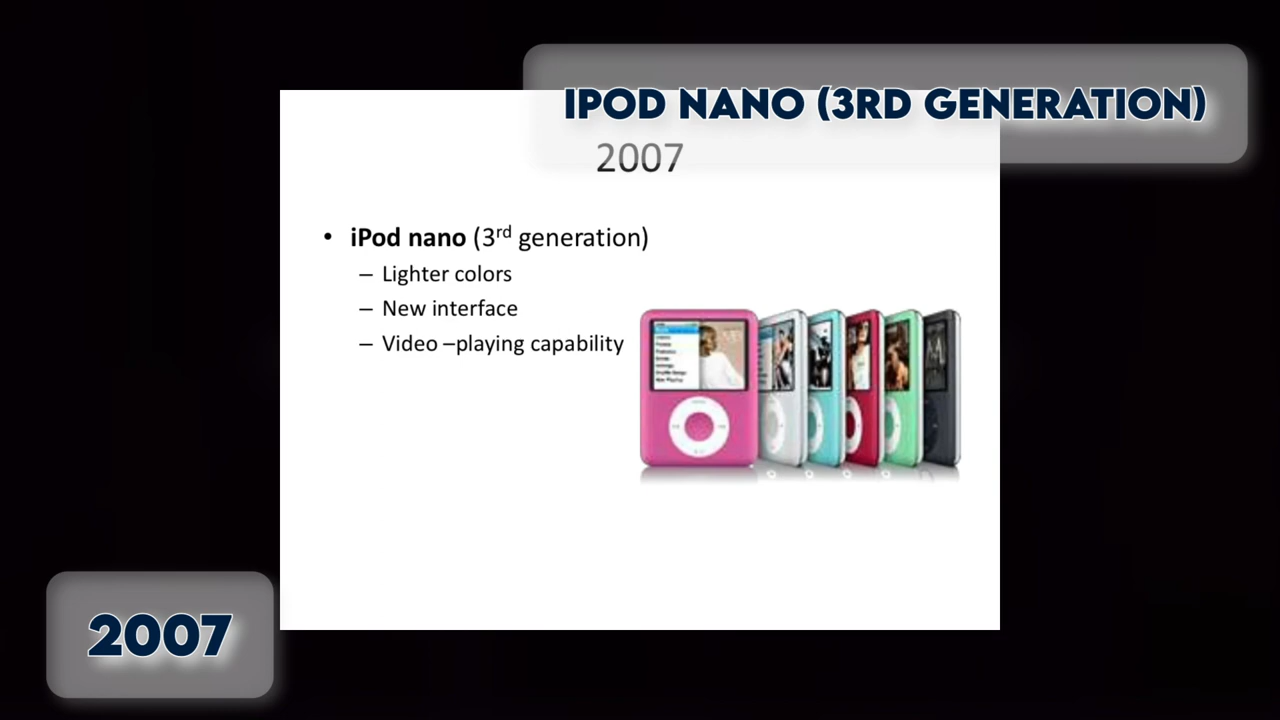 IPOD NANO (3RD GENERATION)
2007
• iPod nano (3rd generation)
– Lighter colors
– New interface
– Video –playing capability
2007